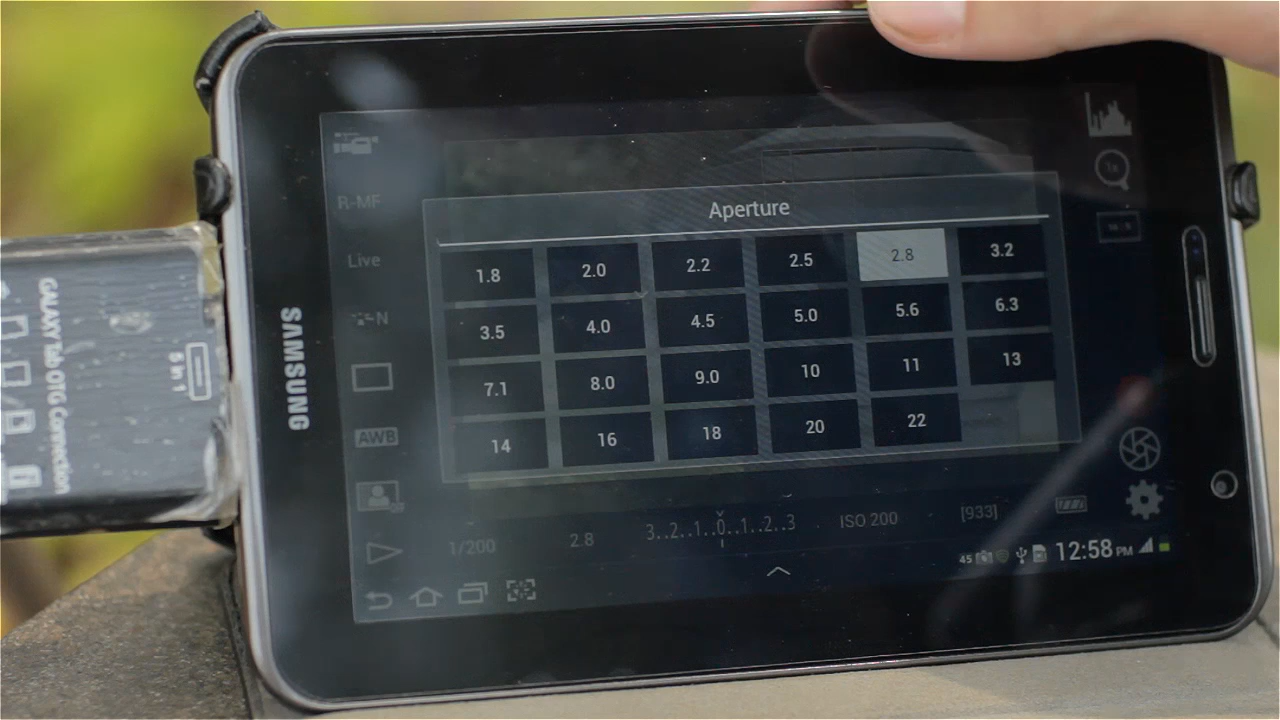 Aperture
1.8 2.0 2.2 2.5 2.8 3.2
3.5 4.0 4.5 5.0 5.6 6.3
7.1 8.0 9.0 10 11 13
14 16 18 20 22
R-MF
Live
N
AWB
1x
1/200 2.8 3..2..1..0..1..2..3 ISO 200 [933]
45 12:58 PM
SAMSUNG
GALAXY Tab OTG Connection
5 in 1